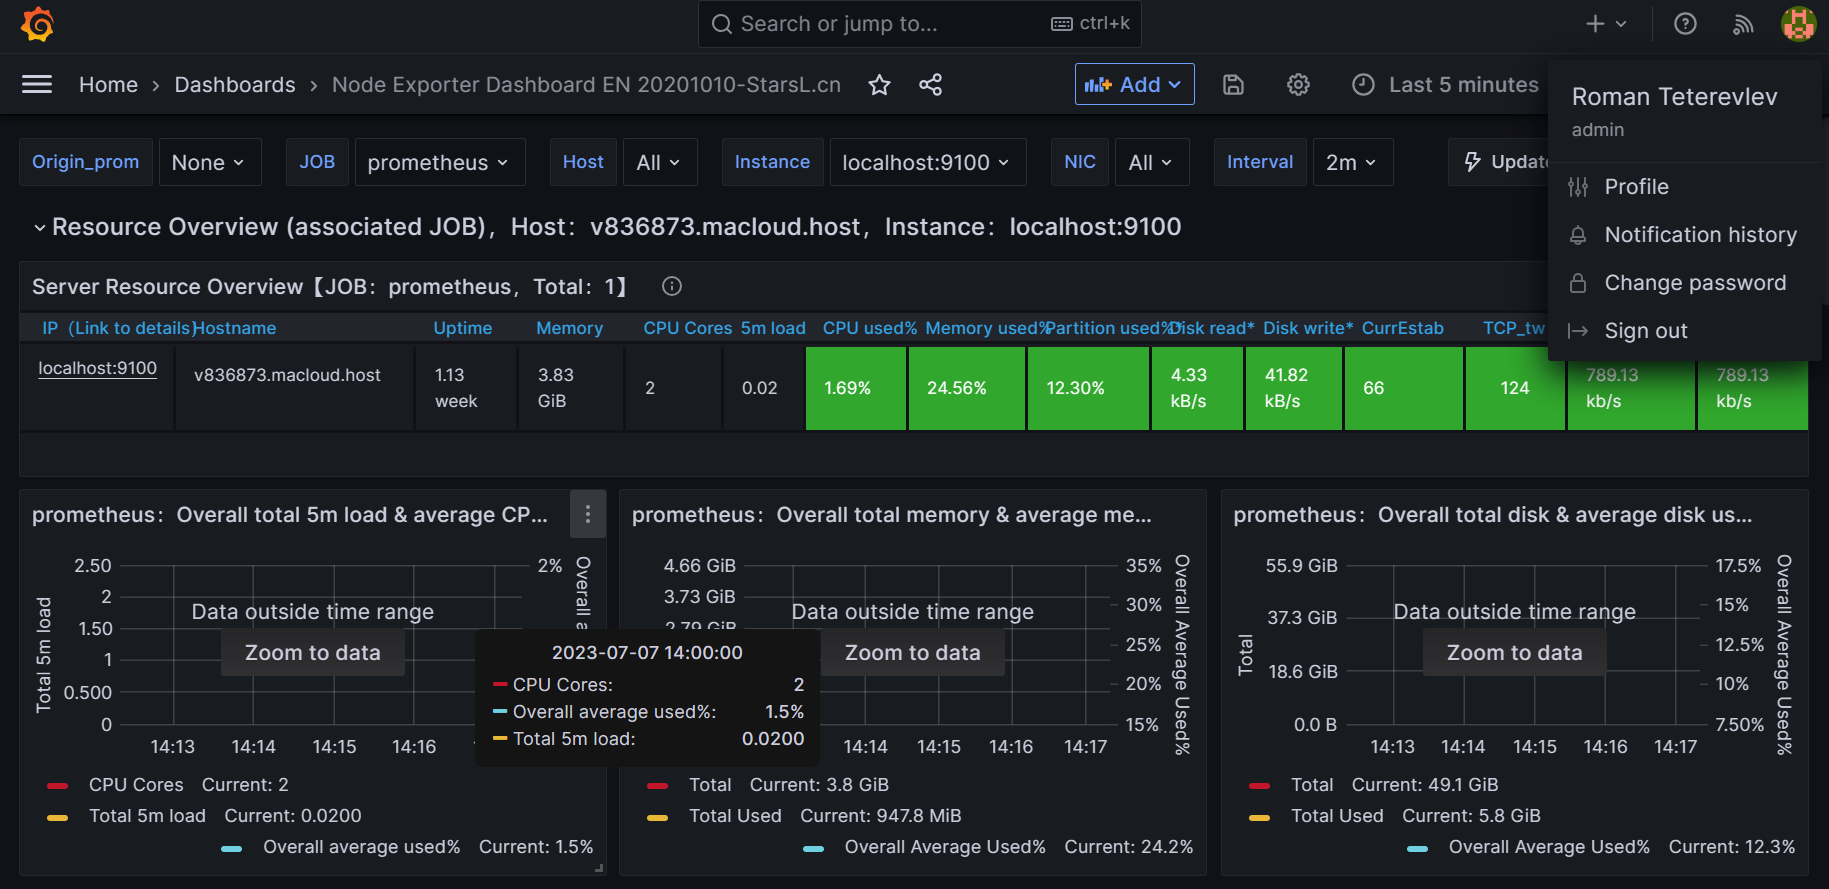 Search or jump to...
ctrl+k
Home › Dashboards › Node Exporter Dashboard EN 20201010-StarsL.cn
Add
Last 5 minutes
Roman Teterevlev
admin
Profile
Notification history
Change password
Sign out
Origin_prom None JOB prometheus Host All Instance localhost:9100 NIC All Interval 2m
Resource Overview (associated JOB)，Host：v836873.macloud.host，Instance：localhost:9100
Server Resource Overview【JOB：prometheus，Total：1】
IP（Link to details） Hostname Uptime Memory CPU Cores 5m load CPU used% Memory used% Partition used%* Disk read* Disk write* CurrEstab TCP_tw
localhost:9100 v836873.macloud.host 1.13 week 3.83 GiB 2 0.02 1.69% 24.56% 12.30% 4.33 kB/s 41.82 kB/s 66 124 789.13 kb/s 789.13 kb/s
prometheus：Overall total 5m load & average CP...
2.50
2
1.50
1
0.500
0
2%
Total 5m load
Overall a
Data outside time range
Zoom to data
14:13 14:14 14:15 14:16
2023-07-07 14:00:00
CPU Cores: 2
Overall average used%: 1.5%
Total 5m load: 0.0200
CPU Cores Current: 2
Total 5m load Current: 0.0200
Overall average used% Current: 1.5%
prometheus：Overall total memory & average me...
4.66 GiB
3.73 GiB
2.79 GiB
35%
30%
25%
20%
15%
Overall Average Used%
Data outside time range
Zoom to data
14:14 14:15 14:16 14:17
Total Current: 3.8 GiB
Total Used Current: 947.8 MiB
Overall Average Used% Current: 24.2%
prometheus：Overall total disk & average disk us...
55.9 GiB
37.3 GiB
18.6 GiB
0.0 B
17.5%
15%
12.5%
10%
7.50%
Total
Overall Average Used%
Data outside time range
Zoom to data
14:13 14:14 14:15 14:16 14:17
Total Current: 49.1 GiB
Total Used Current: 5.8 GiB
Overall Average Used% Current: 12.3%